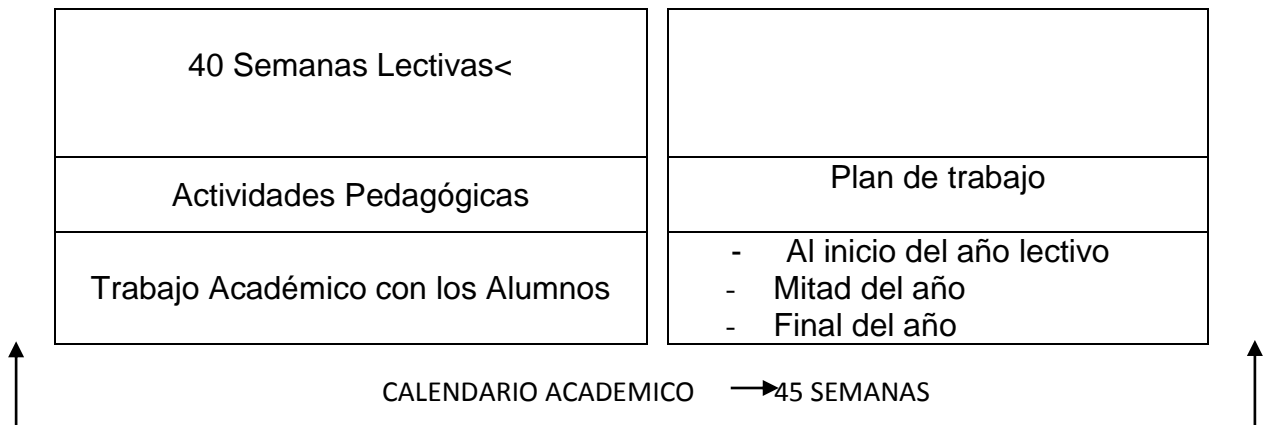 40 Semanas Lectivas<
Actividades Pedagógicas
Trabajo Académico con los Alumnos
Plan de trabajo
- Al inicio del año lectivo
- Mitad del año
- Final del año
CALENDARIO ACADEMICO 45 SEMANAS